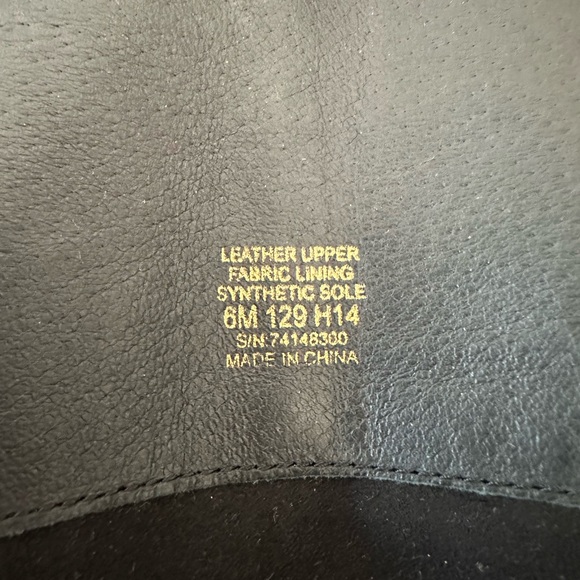 LEATHER UPPER
FABRIC LINING
SYNTHETIC SOLE
6M 129 H14
S/N:74148300
MADE IN CHINA